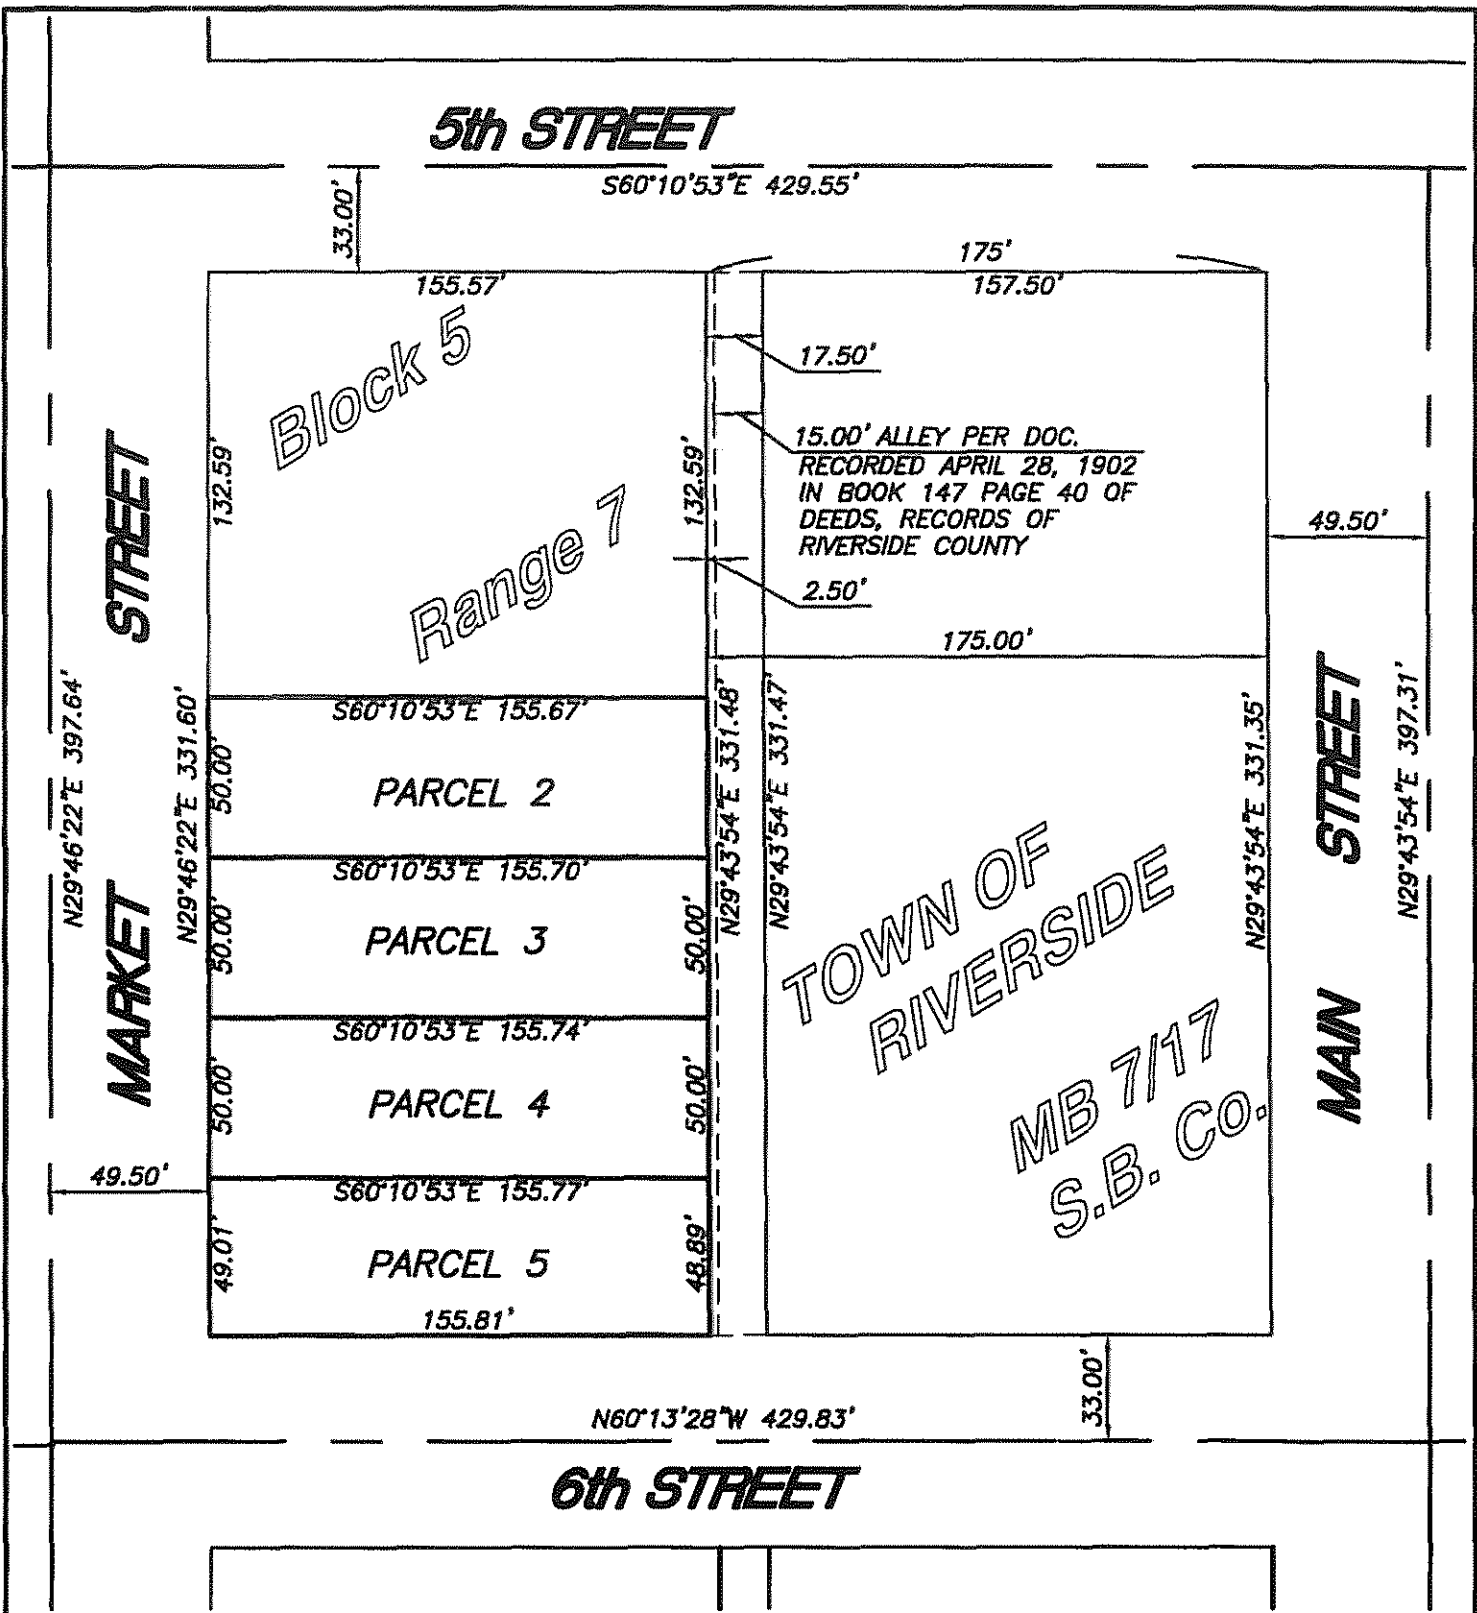 5th STREET
S60°10'53"E 429.55'
33.00'
175'
155.57'
157.50'
Block 5
Range 7
17.50'
15.00' ALLEY PER DOC.
RECORDED APRIL 28, 1902
IN BOOK 147 PAGE 40 OF
DEEDS, RECORDS OF
RIVERSIDE COUNTY
132.59'
132.59'
49.50'
2.50'
175.00'
MARKET STREET
N29°46'22"E 397.64'
N29°46'22"E 331.60'
S60°10'53"E 155.67'
50.00'
PARCEL 2
N29°43'54"E 331.48'
N29°43'54"E 331.47'
N29°43'54"E 331.35'
MAIN STREET
N29°43'54"E 397.31'
S60°10'53"E 155.70'
50.00'
PARCEL 3
50.00'
TOWN OF
RIVERSIDE
MB 7/17
S.B. Co.
S60°10'53"E 155.74'
50.00'
PARCEL 4
50.00'
49.50'
S60°10'53"E 155.77'
49.01'
PARCEL 5
48.89'
155.81'
33.00'
N60°13'28"W 429.83'
6th STREET